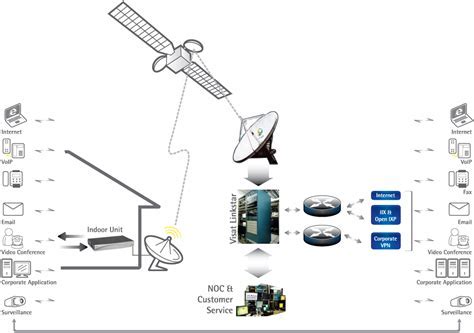 Internet
VoIP
Fax
Email
Video Conference
Corporate Application
Surveillance
Indoor Unit
Visat Linkstar
NOC &
Customer
Service
Internet
IIX &
Open IXP
Corporate
VPN
Internet
VoIP
Fax
Email
Video Conference
Corporate Application
Surveillance